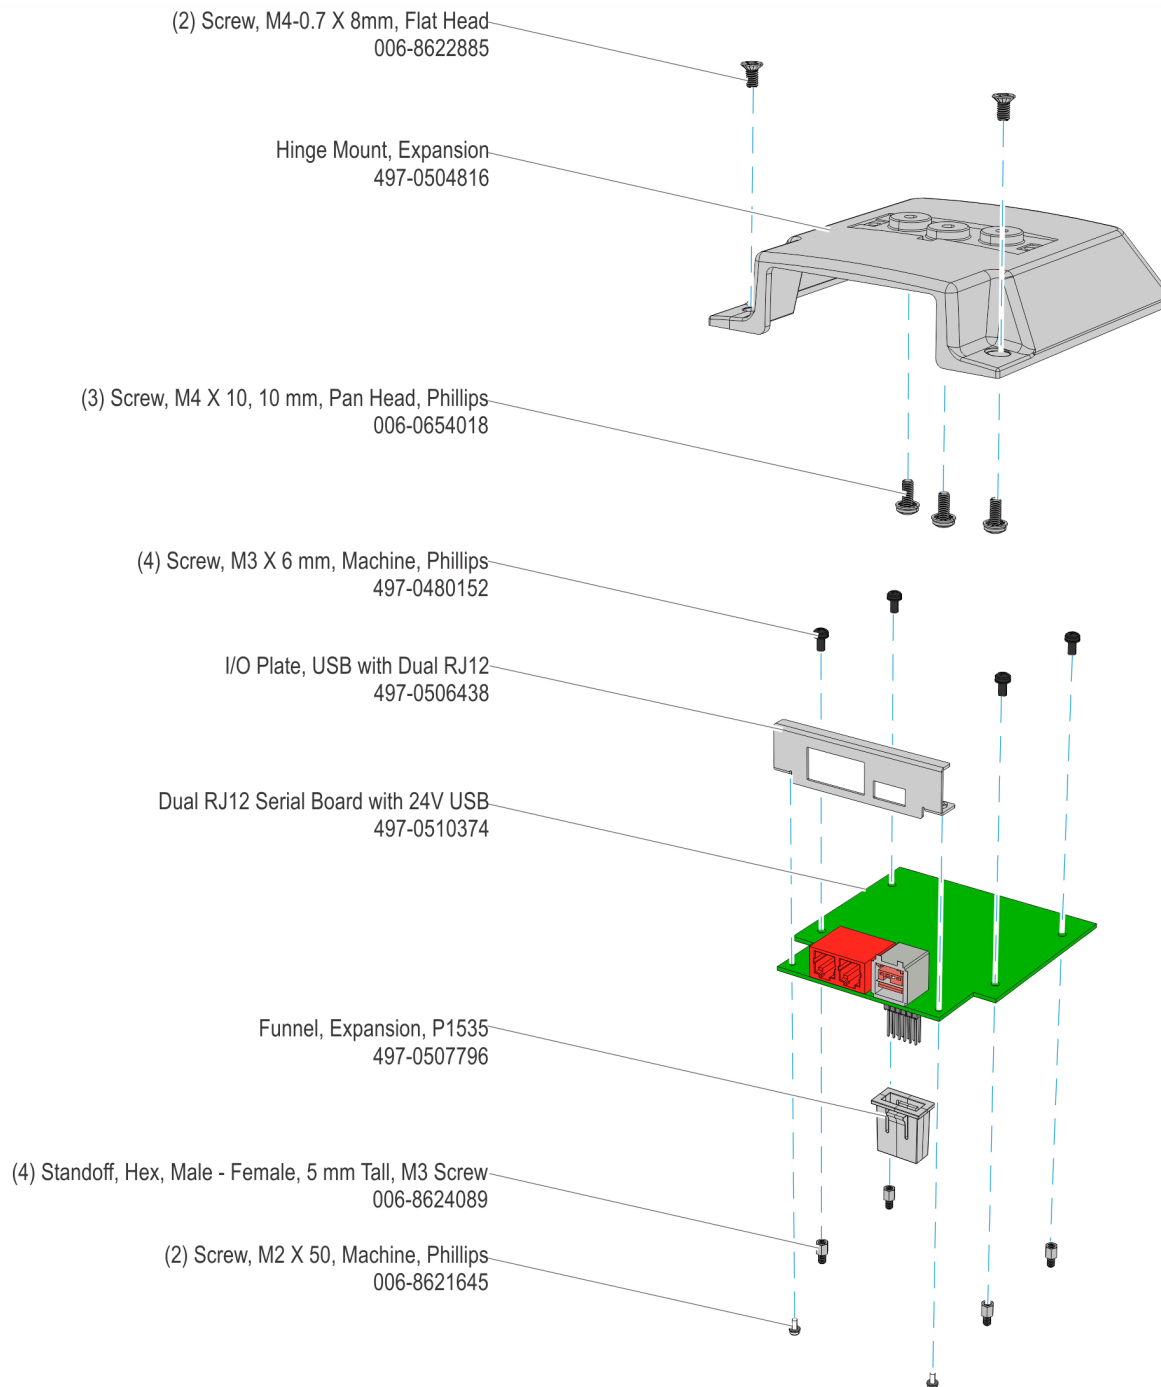 (2) Screw, M4-0.7 X 8mm, Flat Head
006-8622885
Hinge Mount, Expansion
497-0504816
(3) Screw, M4 X 10, 10 mm, Pan Head, Phillips
006-0654018
(4) Screw, M3 X 6 mm, Machine, Phillips
497-0480152
I/O Plate, USB with Dual RJ12
497-0506438
Dual RJ12 Serial Board with 24V USB
497-0510374
Funnel, Expansion, P1535
497-0507796
(4) Standoff, Hex, Male - Female, 5 mm Tall, M3 Screw
006-8624089
(2) Screw, M2 X 50, Machine, Phillips
006-8621645